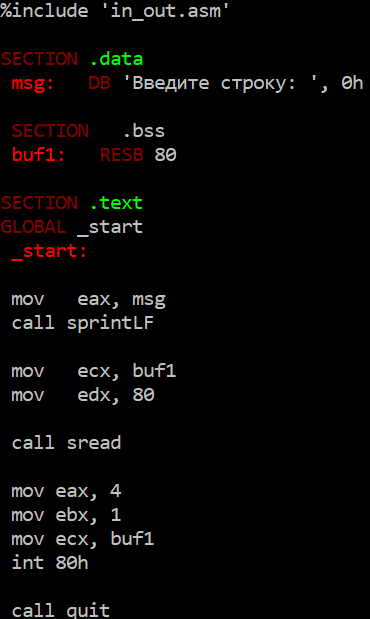 %include 'in_out.asm'
SECTION .data
msg: DB 'Введите строку: ', 0h
SECTION .bss
buf1: RESB 80
SECTION .text
GLOBAL _start
_start:
mov eax, msg
call sprintLF
mov ecx, buf1
mov edx, 80
call sread
mov eax, 4
mov ebx, 1
mov ecx, buf1
int 80h
call quit